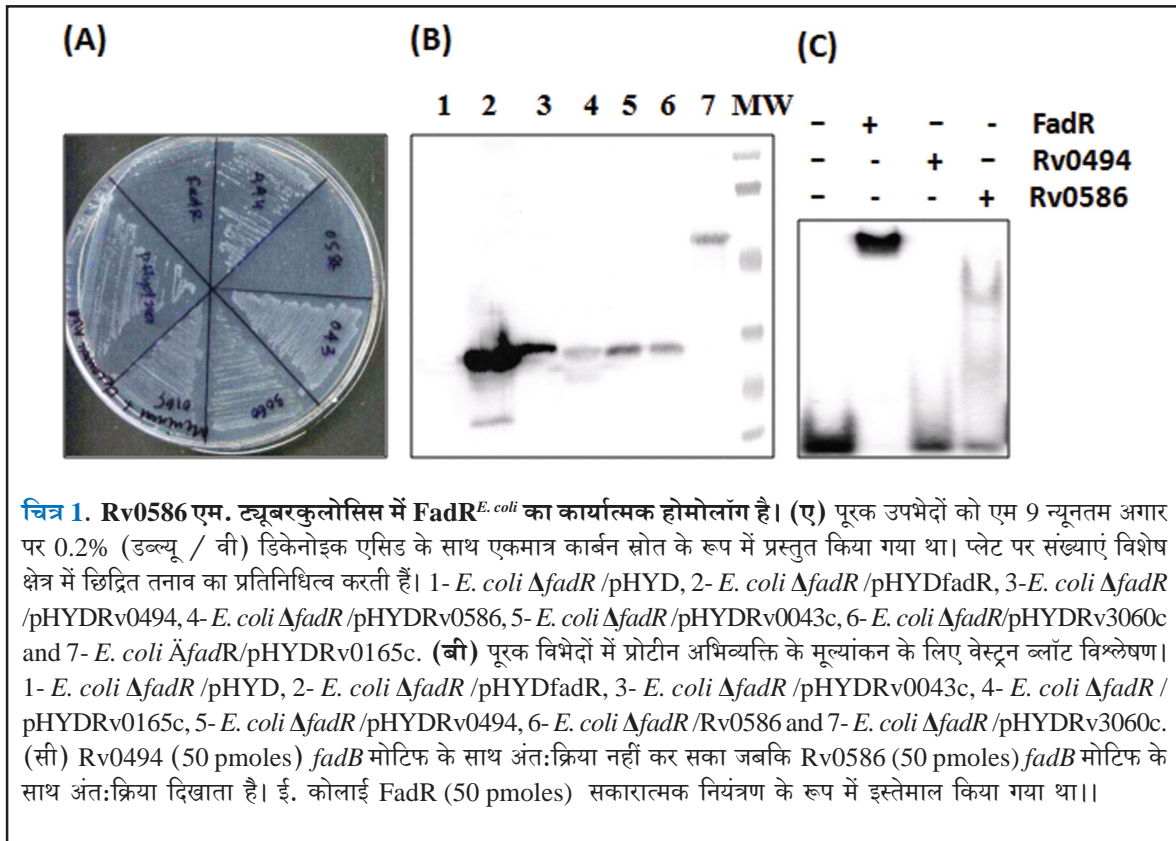 (A)
(B)
(C)
1 2 3 4 5 6 7 MW
– + – - FadR
– - + – Rv0494
– - - + Rv0586
fadR
494
0586
043
3060
0165
चित्र 1. Rv0586 एम. ट्यूबरकुलोसिस में FadR^E. coli का कार्यात्मक होमोलॉग है। (ए) पूरक उपभेदों को एम 9 न्यूनतम अगार
पर 0.2% (डब्ल्यू / वी) डिकेनोइक एसिड के साथ एकमात्र कार्बन स्रोत के रूप में प्रस्तुत किया गया था। प्लेट पर संख्याएं विशेष
क्षेत्र में छिद्रित तनाव का प्रतिनिधित्व करती हैं। 1- E. coli ΔfadR /pHYD, 2- E. coli ΔfadR /pHYDfadR, 3-E. coli ΔfadR
/pHYDRv0494, 4- E. coli ΔfadR /pHYDRv0586, 5- E. coli ΔfadR /pHYDRv0043c, 6- E. coli ΔfadR/pHYDRv3060c
and 7- E. coli ÄfadR/pHYDRv0165c. (बी) पूरक विभेदों में प्रोटीन अभिव्यक्ति के मूल्यांकन के लिए वेस्ट्रन ब्लॉट विश्लेषण।
1- E. coli ΔfadR /pHYD, 2- E. coli ΔfadR /pHYDfadR, 3- E. coli ΔfadR /pHYDRv0043c, 4- E. coli ΔfadR /
pHYDRv0165c, 5- E. coli ΔfadR /pHYDRv0494, 6- E. coli ΔfadR /Rv0586 and 7- E. coli ΔfadR /pHYDRv3060c.
(सी) Rv0494 (50 pmoles) fadB मोटिफ के साथ अंत:क्रिया नहीं कर सका जबकि Rv0586 (50 pmoles) fadB मोटिफ के
साथ अंत:क्रिया दिखाता है। ई. कोलाई FadR (50 pmoles) सकारात्मक नियंत्रण के रूप में इस्तेमाल किया गया था।।